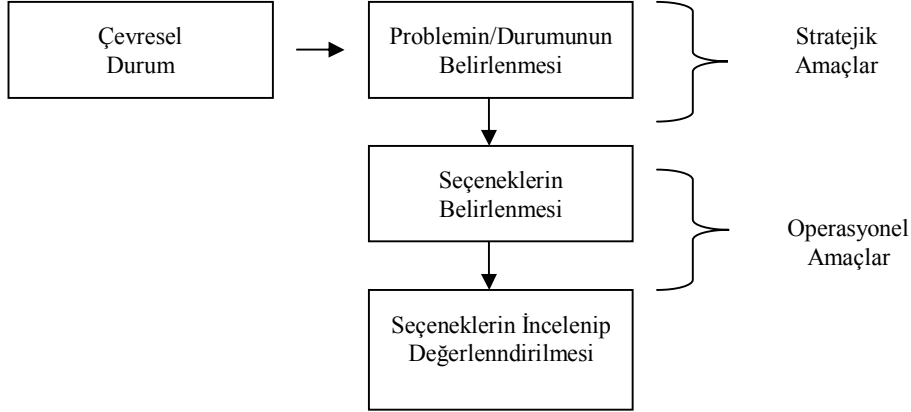 Çevresel
Durum
Problemin/Durumunun
Belirlenmesi
Stratejik
Amaçlar
Seçeneklerin
Belirlenmesi
Operasyonel
Amaçlar
Seçeneklerin İncelenip
Değerlenndirilmesi